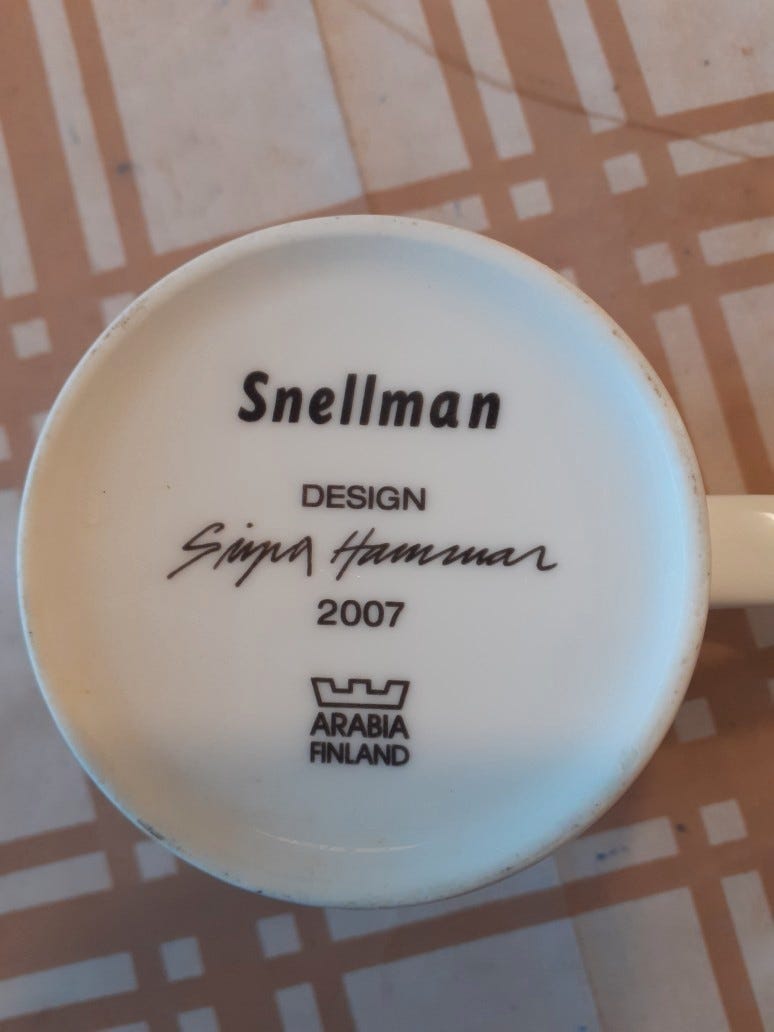 Snellman
DESIGN
Sirpa Hammar
2007
ARABIA
FINLAND